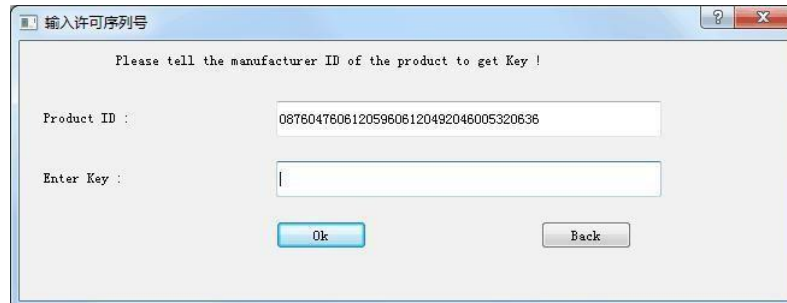 输入许可序列号
Please tell the manufacturer ID of the product to get Key !
Product ID :
087604760612059606120492046005320636
Enter Key :
Ok
Back